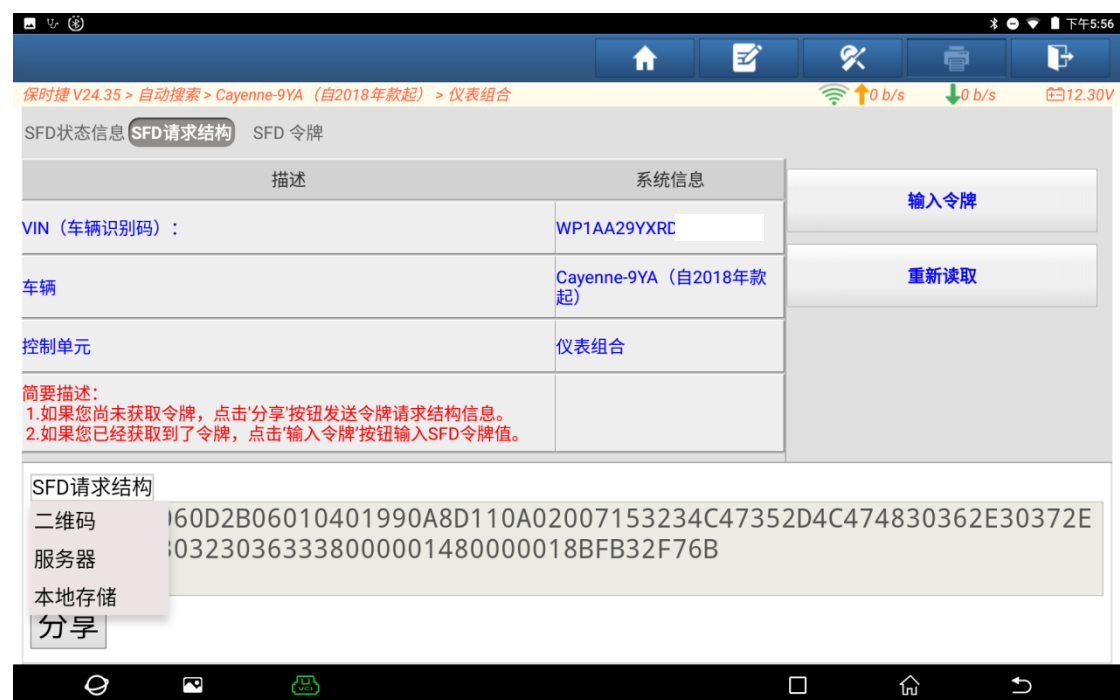 下午5:56
保时捷 V24.35 > 自动搜索 > Cayenne-9YA（自2018年款起） > 仪表组合
0 b/s
0 b/s
12.30V
SFD状态信息
SFD请求结构
SFD 令牌
描述
系统信息
输入令牌
VIN（车辆识别码）：
WP1AA29YXRD
重新读取
车辆
Cayenne-9YA（自2018年款
起）
控制单元
仪表组合
简要描述：
1.如果您尚未获取令牌，点击'分享'按钮发送令牌请求结构信息。
2.如果您已经获取到了令牌，点击'输入令牌'按钮输入SFD令牌值。
SFD请求结构
二维码
60D2B06010401990A8D110A02007153234C47352D4C474830362E30372E
服务器
03230363338000001480000018BFB32F76B
本地存储
分享
VCI